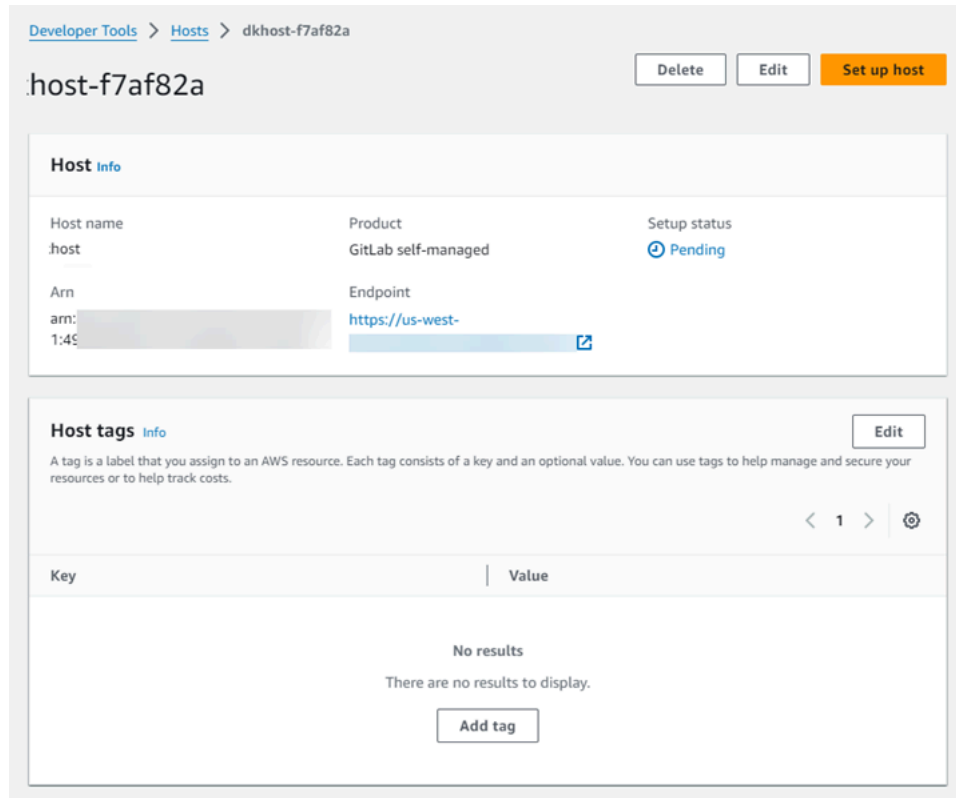 Developer Tools > Hosts > dkhost-f7af82a
host-f7af82a
Delete Edit Set up host
Host Info
Host name Product Setup status
host GitLab self-managed Pending
Arn Endpoint
arn: https://us-west-
1:49
Host tags Info Edit
A tag is a label that you assign to an AWS resource. Each tag consists of a key and an optional value. You can use tags to help manage and secure your
resources or to help track costs.
< 1 >
Key Value
No results
There are no results to display.
Add tag